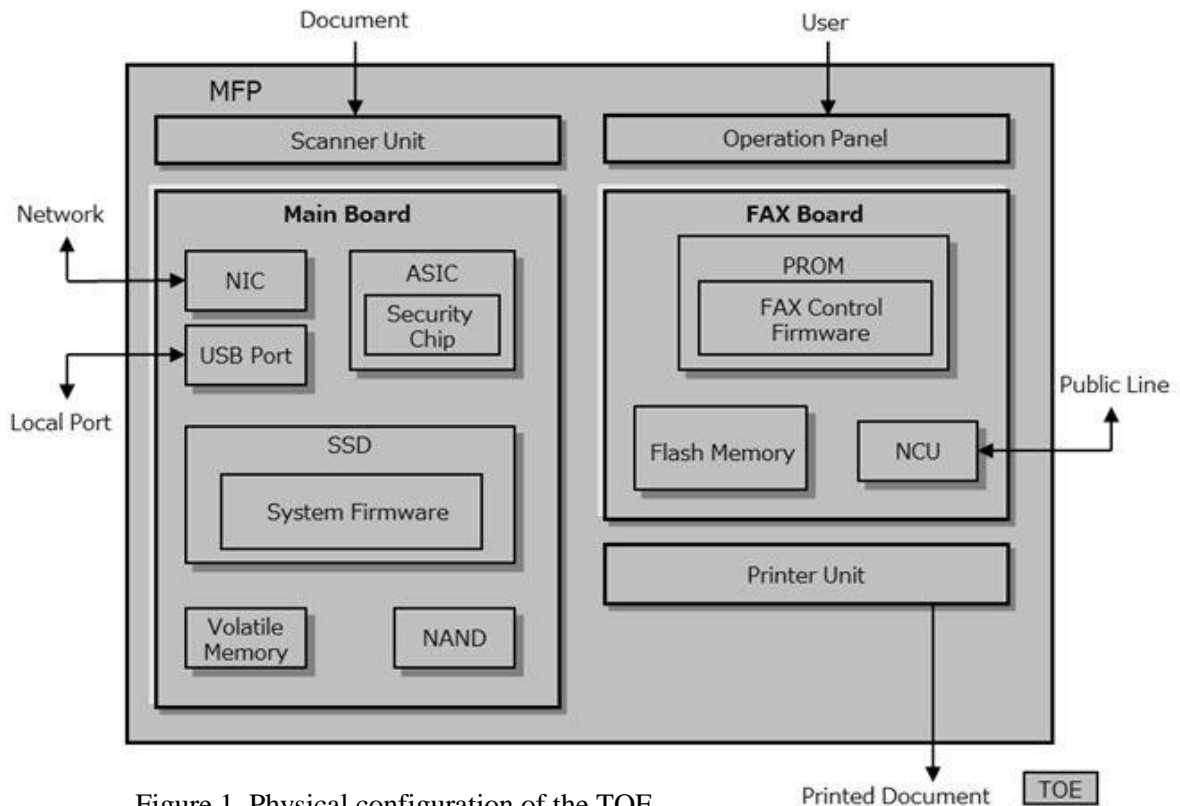 Document
User
MFP
Scanner Unit
Operation Panel
Network
Main Board
NIC
ASIC
Security
Chip
USB Port
Local Port
SSD
System Firmware
Volatile
Memory
NAND
FAX Board
PROM
FAX Control
Firmware
Public Line
Flash Memory
NCU
Printer Unit
Printed Document
TOE
Figure 1 Physical configuration of the TOE